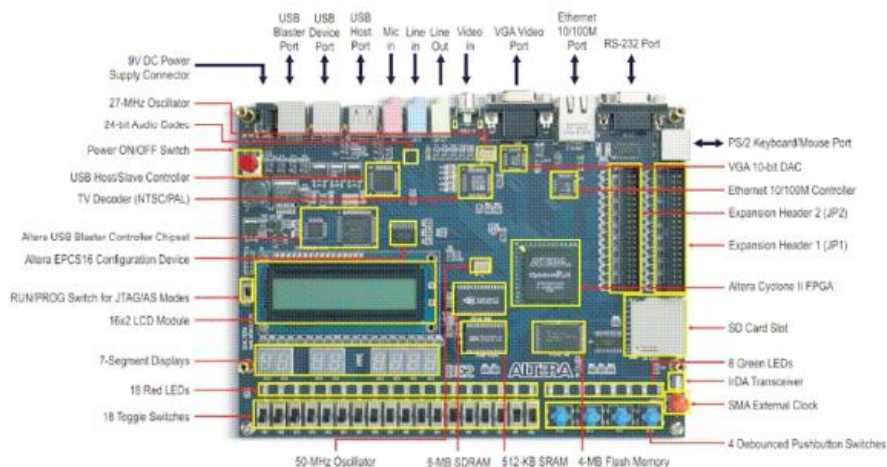 USB
Blaster
Port
USB
Device
Port
USB
Host
Port
Mic
in
Line
in
Line
Out
Video
In
VGA Video
Port
Ethernet
10/100M
Port
RS-232 Port
9V DC Power
Supply Connector
27-MHz Oscillator
24-bit Audio Codec
Power ON/OFF Switch
USB Host/Slave Controller
TV Decoder (NTSC/PAL)
Altera USB Blaster Controller Chipset
Altera EPCS16 Configuration Device
RUN/PROG Switch for JTAG/AS Modes
16x2 LCD Module
7-Segment Displays
18 Red LEDs
18 Toggle Switches
PS/2 Keyboard/Mouse Port
VGA 10-bit DAC
Ethernet 10/100M Controller
Expansion Header 2 (JP2)
Expansion Header 1 (JP1)
Altera Cyclone II FPGA
SD Card Slot
8 Green LEDs
IrDA Transceiver
SMA External Clock
4 Debounced Pushbutton Switches
ALTERA
Cyclone II
DE2
ALTERA
50-MHz Oscillator
8-MB SDRAM
512-KB SRAM
4-MB Flash Memory